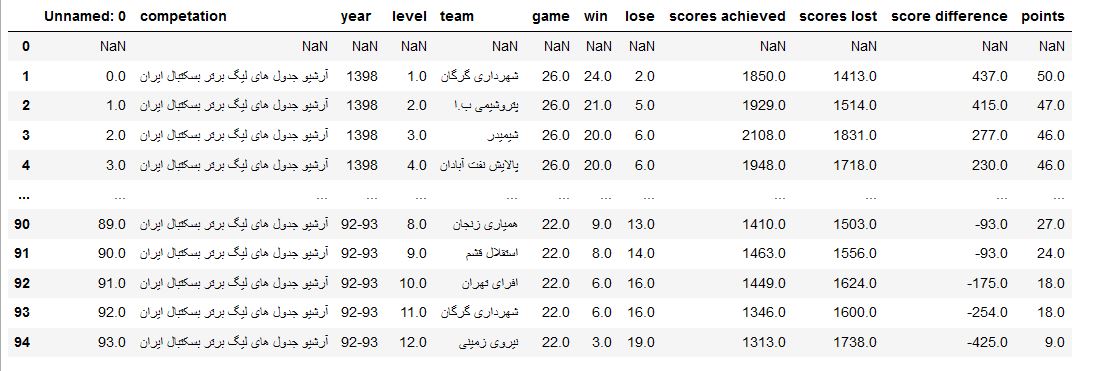 Unnamed: 0 competation year level team game win lose scores achieved scores lost score difference points
0 NaN NaN NaN NaN NaN NaN NaN NaN NaN NaN NaN NaN
1 0.0 آرشیو جدول های لیگ برتر بسکتبال ایران 1398 1.0 شهرداری گرگان 26.0 24.0 2.0 1850.0 1413.0 437.0 50.0
2 1.0 آرشیو جدول های لیگ برتر بسکتبال ایران 1398 2.0 پتروشیمی ب.ا 26.0 21.0 5.0 1929.0 1514.0 415.0 47.0
3 2.0 آرشیو جدول های لیگ برتر بسکتبال ایران 1398 3.0 شیمیدر 26.0 20.0 6.0 2108.0 1831.0 277.0 46.0
4 3.0 آرشیو جدول های لیگ برتر بسکتبال ایران 1398 4.0 پالایش نفت آبادان 26.0 20.0 6.0 1948.0 1718.0 230.0 46.0
... ... ... ... ... ... ... ... ... ... ... ... ...
90 89.0 آرشیو جدول های لیگ برتر بسکتبال ایران 92-93 8.0 همیاری زنجان 22.0 9.0 13.0 1410.0 1503.0 -93.0 27.0
91 90.0 آرشیو جدول های لیگ برتر بسکتبال ایران 92-93 9.0 استقلال قشم 22.0 8.0 14.0 1463.0 1556.0 -93.0 24.0
92 91.0 آرشیو جدول های لیگ برتر بسکتبال ایران 92-93 10.0 افرای تهران 22.0 6.0 16.0 1449.0 1624.0 -175.0 18.0
93 92.0 آرشیو جدول های لیگ برتر بسکتبال ایران 92-93 11.0 شهرداری گرگان 22.0 6.0 16.0 1346.0 1600.0 -254.0 18.0
94 93.0 آرشیو جدول های لیگ برتر بسکتبال ایران 92-93 12.0 نیروی زمینی 22.0 3.0 19.0 1313.0 1738.0 -425.0 9.0